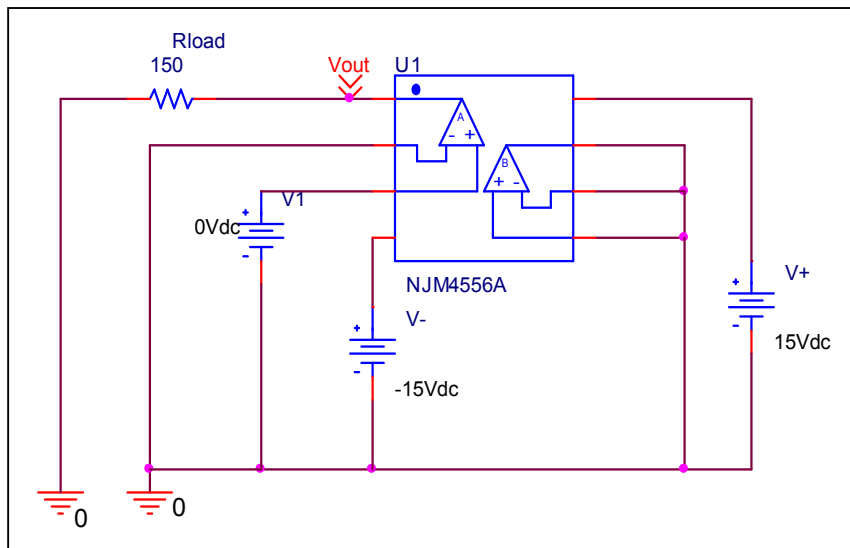 Rload
150
Vout
U1
A
- +
B
+ -
V1
+
0Vdc
-
NJM4556A
V-
+
-
-15Vdc
V+
+
-
15Vdc
0
0